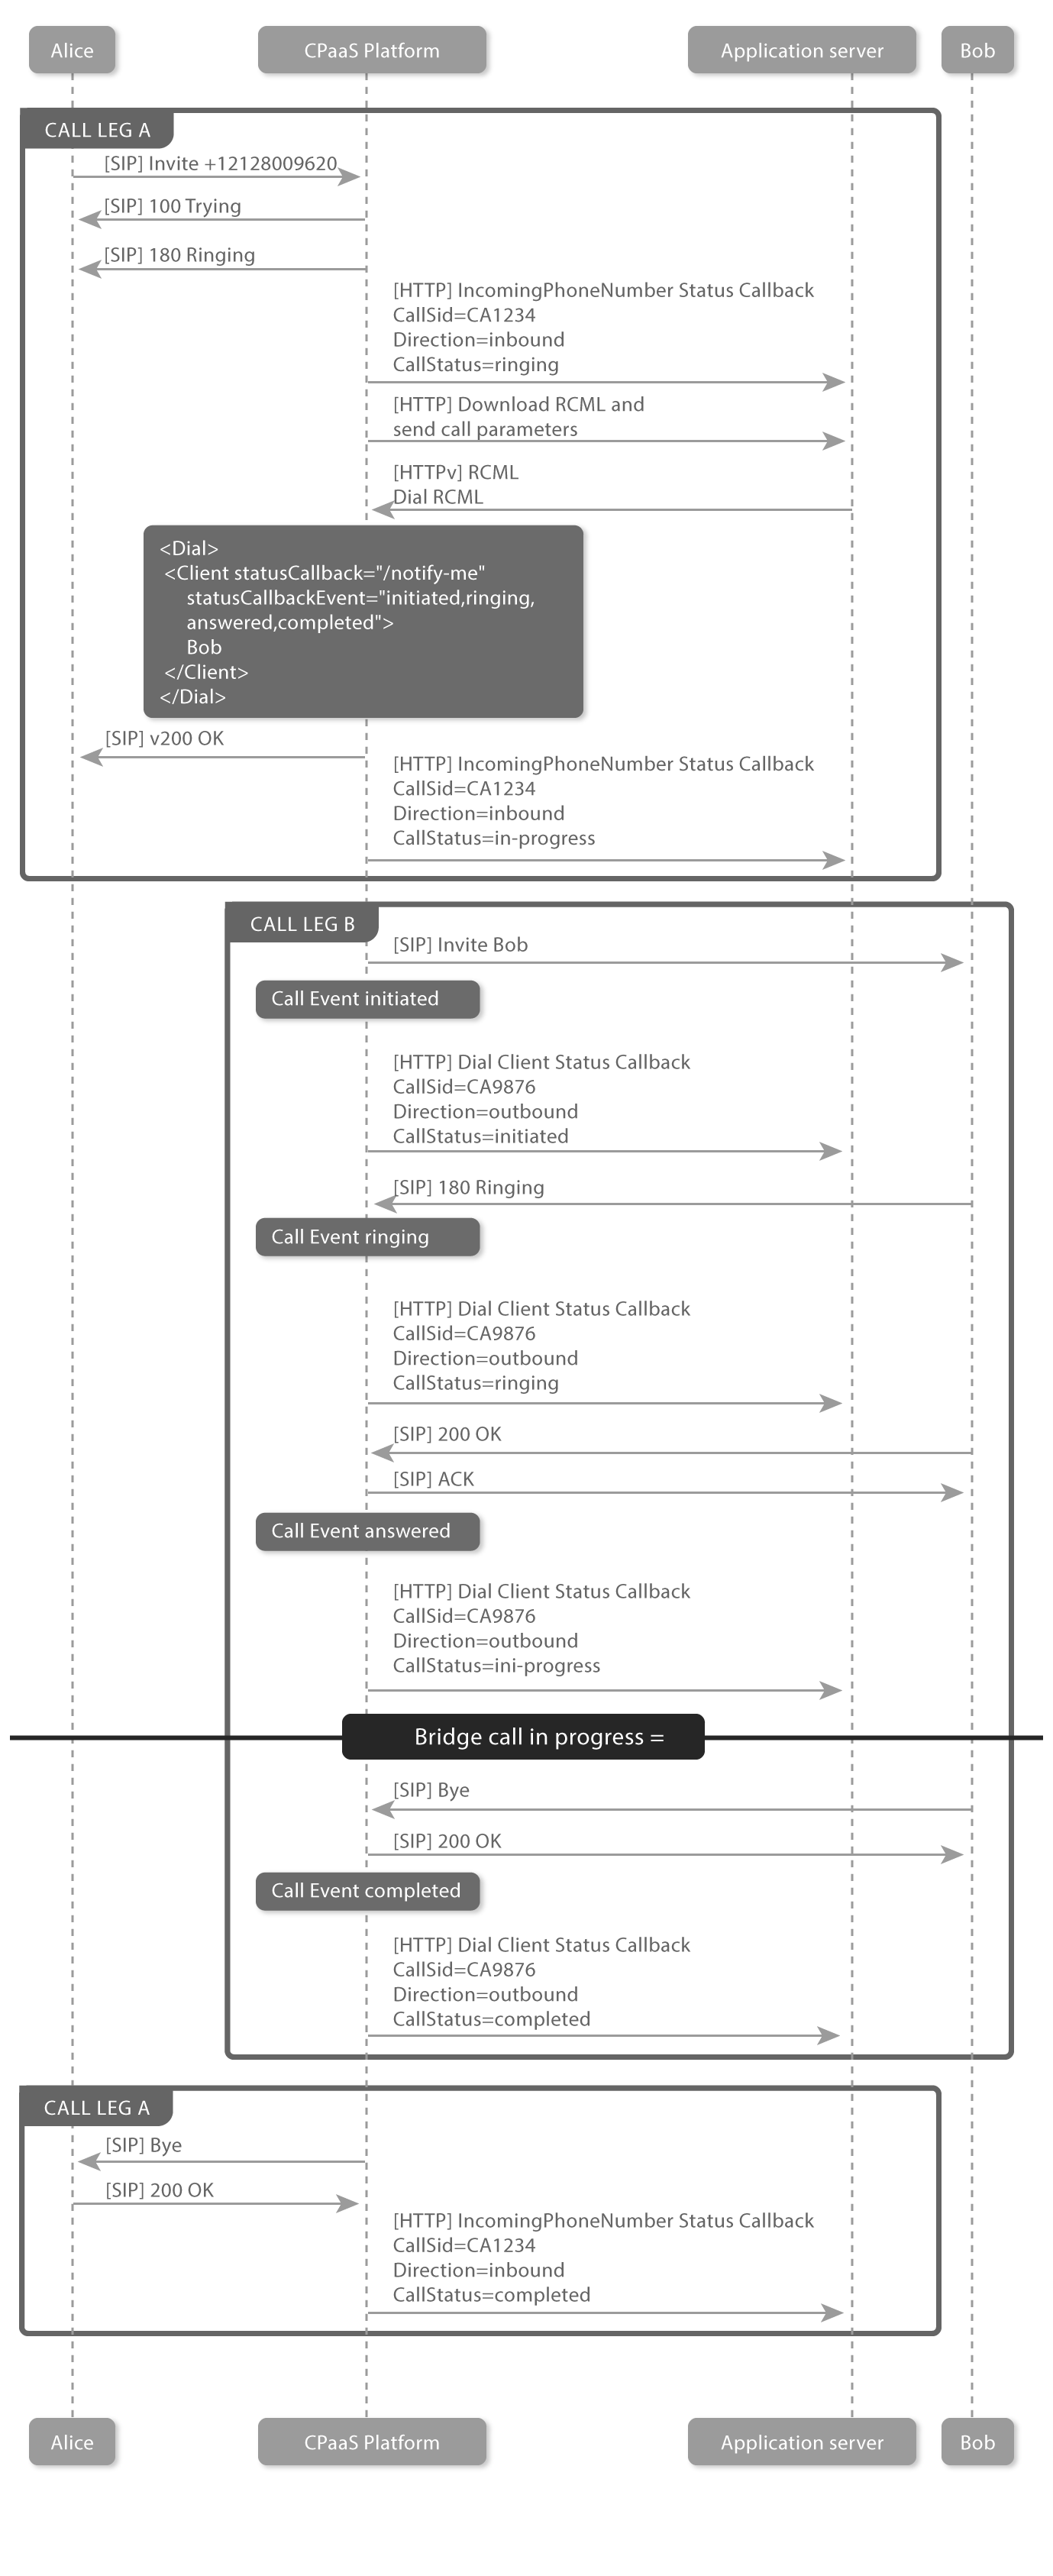 Alice
CPaaS Platform
Application server
Bob
CALL LEG A
[SIP] Invite +12128009620
[SIP] 100 Trying
[SIP] 180 Ringing
[HTTP] IncomingPhoneNumber Status Callback
CallSid=CA1234
Direction=inbound
CallStatus=ringing
[HTTP] Download RCML and
send call parameters
[HTTPv] RCML
Dial RCML
<Dial>
<Client statusCallback="/notify-me"
statusCallbackEvent="initiated,ringing,
answered,completed">
Bob
</Client>
</Dial>
[SIP] v200 OK
[HTTP] IncomingPhoneNumber Status Callback
CallSid=CA1234
Direction=inbound
CallStatus=in-progress
CALL LEG B
[SIP] Invite Bob
Call Event initiated
[HTTP] Dial Client Status Callback
CallSid=CA9876
Direction=outbound
CallStatus=initiated
[SIP] 180 Ringing
Call Event ringing
[HTTP] Dial Client Status Callback
CallSid=CA9876
Direction=outbound
CallStatus=ringing
[SIP] 200 OK
[SIP] ACK
Call Event answered
[HTTP] Dial Client Status Callback
CallSid=CA9876
Direction=outbound
CallStatus=ini-progress
Bridge call in progress =
[SIP] Bye
[SIP] 200 OK
Call Event completed
[HTTP] Dial Client Status Callback
CallSid=CA9876
Direction=outbound
CallStatus=completed
CALL LEG A
[SIP] Bye
[SIP] 200 OK
[HTTP] IncomingPhoneNumber Status Callback
CallSid=CA1234
Direction=inbound
CallStatus=completed
Alice
CPaaS Platform
Application server
Bob